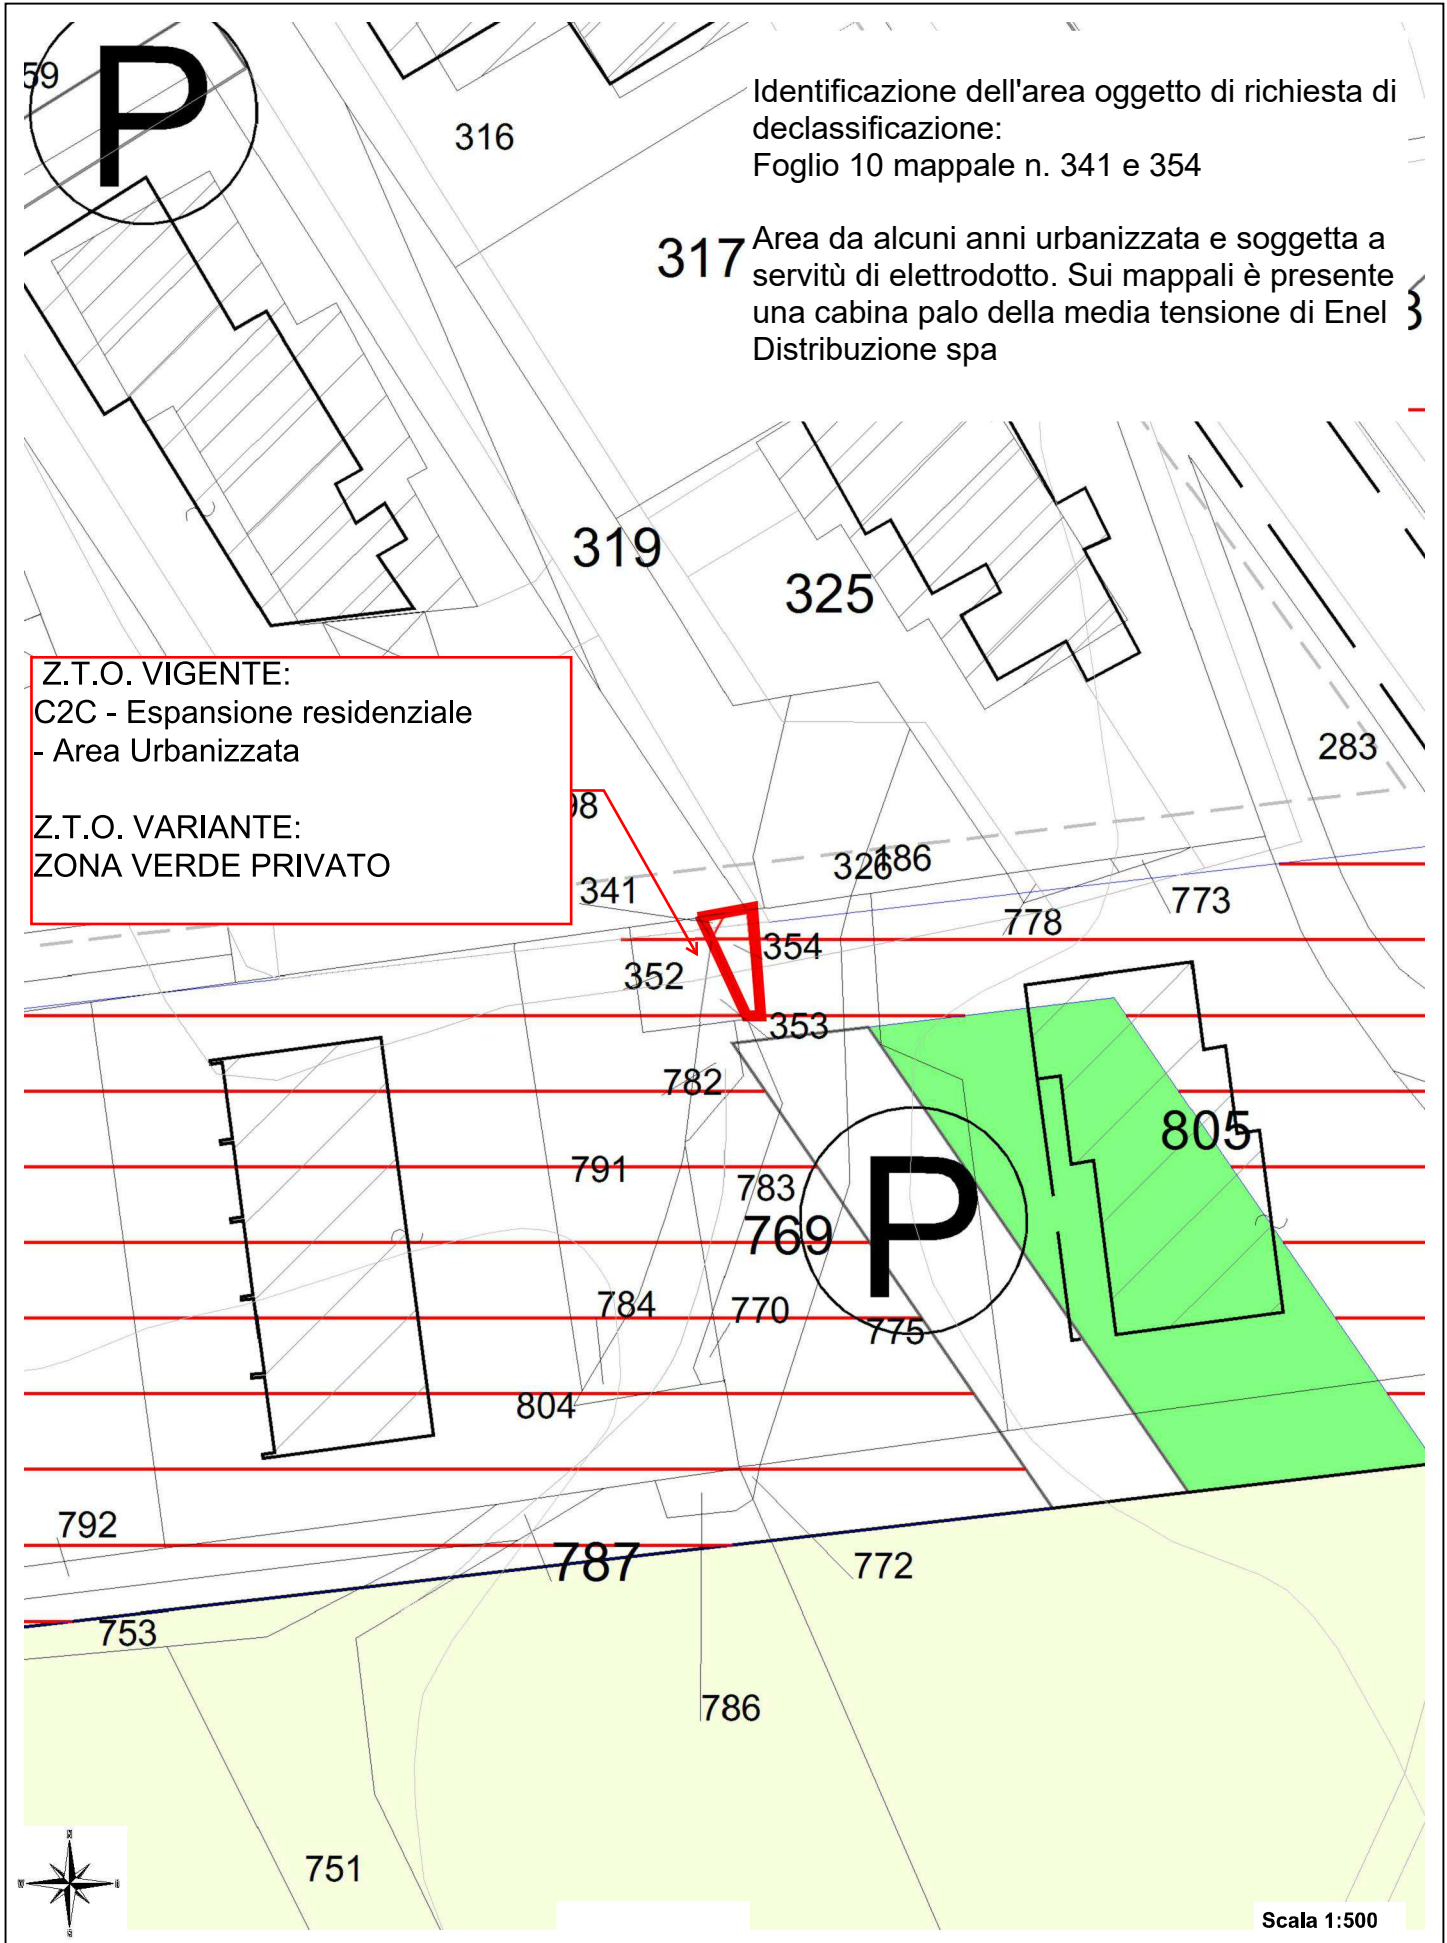 59
P
316
Identificazione dell'area oggetto di richiesta di
declassificazione:
Foglio 10 mappale n. 341 e 354
317
Area da alcuni anni urbanizzata e soggetta a
servitù di elettrodotto. Sui mappali è presente
una cabina palo della media tensione di Enel
Distribuzione spa
319
325
Z.T.O. VIGENTE:
C2C - Espansione residenziale
- Area Urbanizzata
Z.T.O. VARIANTE:
ZONA VERDE PRIVATO
283
98
326
186
341
773
778
354
352
353
782
805
791
783
769
P
784
770
775
804
792
787
772
753
786
751
N
W
S
Scala 1:500